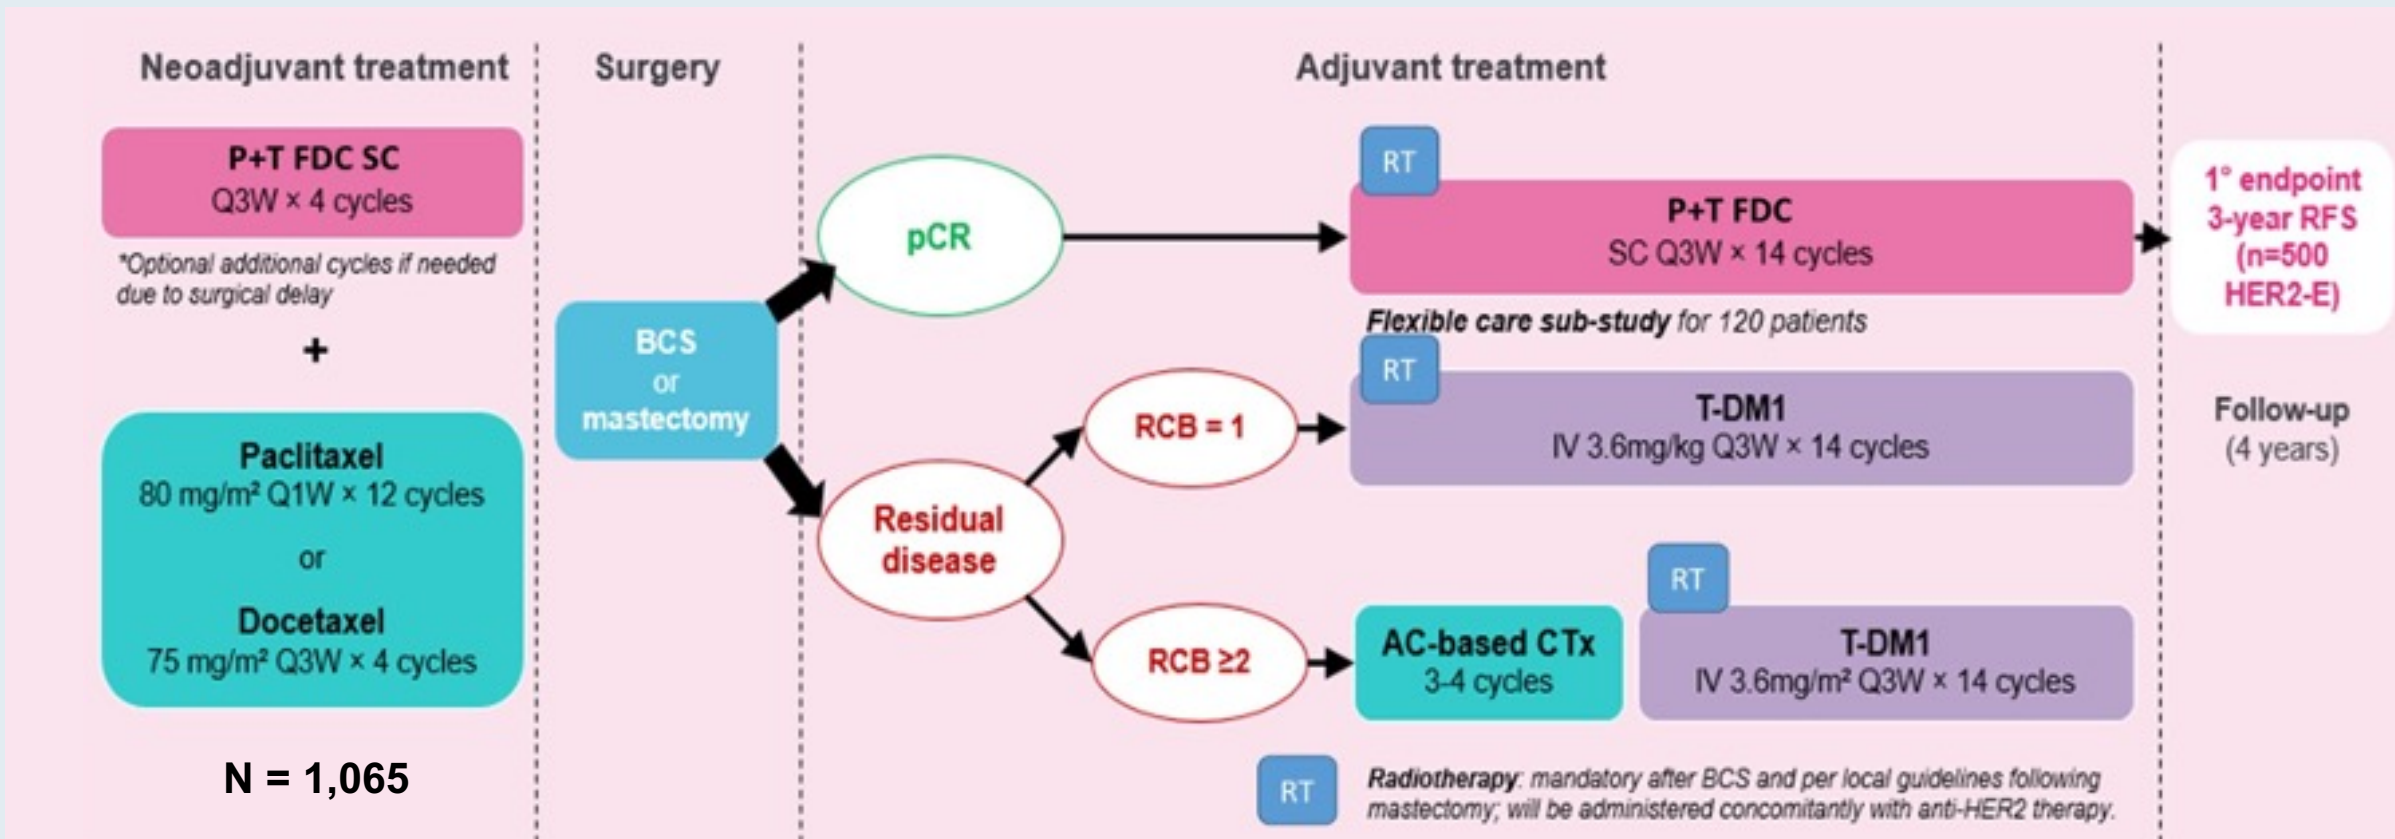 Neoadjuvant treatment
Surgery
Adjuvant treatment
P+T FDC SC
Q3W × 4 cycles
*Optional additional cycles if needed
due to surgical delay
+
Paclitaxel
80 mg/m² Q1W × 12 cycles
or
Docetaxel
75 mg/m² Q3W × 4 cycles
N = 1,065
BCS
or
mastectomy
pCR
RT
P+T FDC
SC Q3W × 14 cycles
Flexible care sub-study for 120 patients
Residual
disease
RCB = 1
RT
T-DM1
IV 3.6mg/kg Q3W × 14 cycles
RCB ≥2
AC-based CTx
3-4 cycles
RT
T-DM1
IV 3.6mg/m² Q3W × 14 cycles
RT
Radiotherapy: mandatory after BCS and per local guidelines following
mastectomy; will be administered concomitantly with anti-HER2 therapy.
1° endpoint
3-year RFS
(n=500
HER2-E)
Follow-up
(4 years)